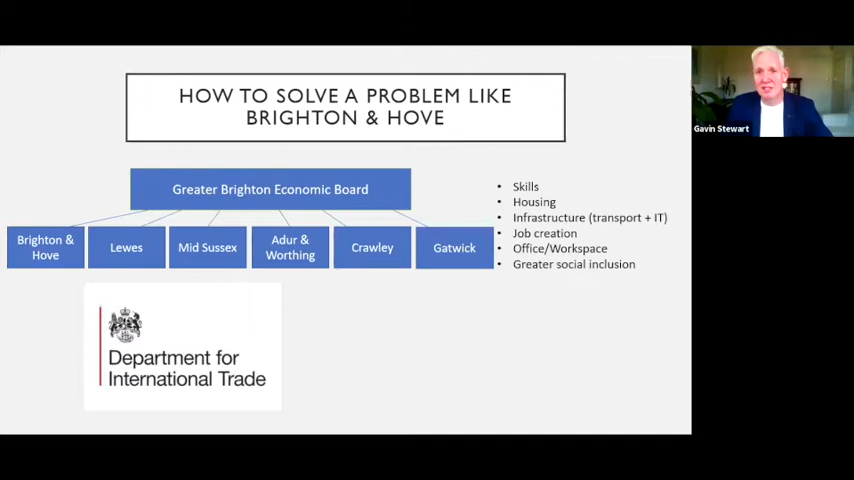 HOW TO SOLVE A PROBLEM LIKE
BRIGHTON & HOVE
Greater Brighton Economic Board
Brighton &
Hove
Lewes
Mid Sussex
Adur &
Worthing
Crawley
Gatwick
• Skills
• Housing
• Infrastructure (transport + IT)
• Job creation
• Office/Workspace
• Greater social inclusion
Department for
International Trade
Gavin Stewart